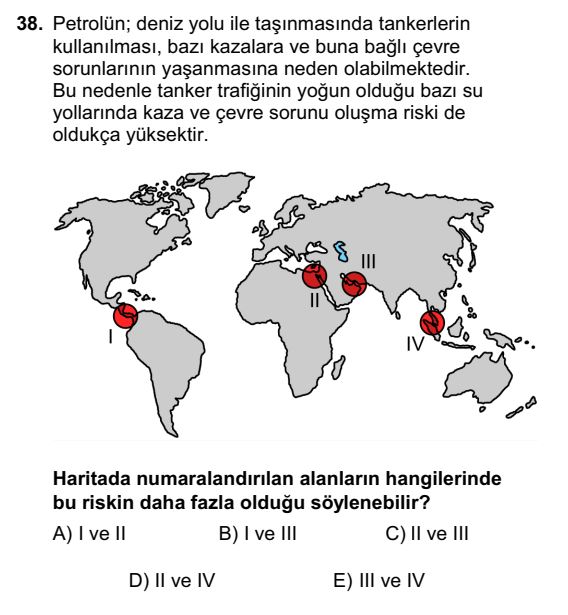 38. Petrolün; deniz yolu ile taşınmasında tankerlerin
kullanılması, bazı kazalara ve buna bağlı çevre
sorunlarının yaşanmasına neden olabilmektedir.
Bu nedenle tanker trafiğinin yoğun olduğu bazı su
yollarında kaza ve çevre sorunu oluşma riski de
oldukça yüksektir.
III
II
I
IV
Haritada numaralandırılan alanların hangilerinde
bu riskin daha fazla olduğu söylenebilir?
A) I ve II B) I ve III C) II ve III
D) II ve IV E) III ve IV